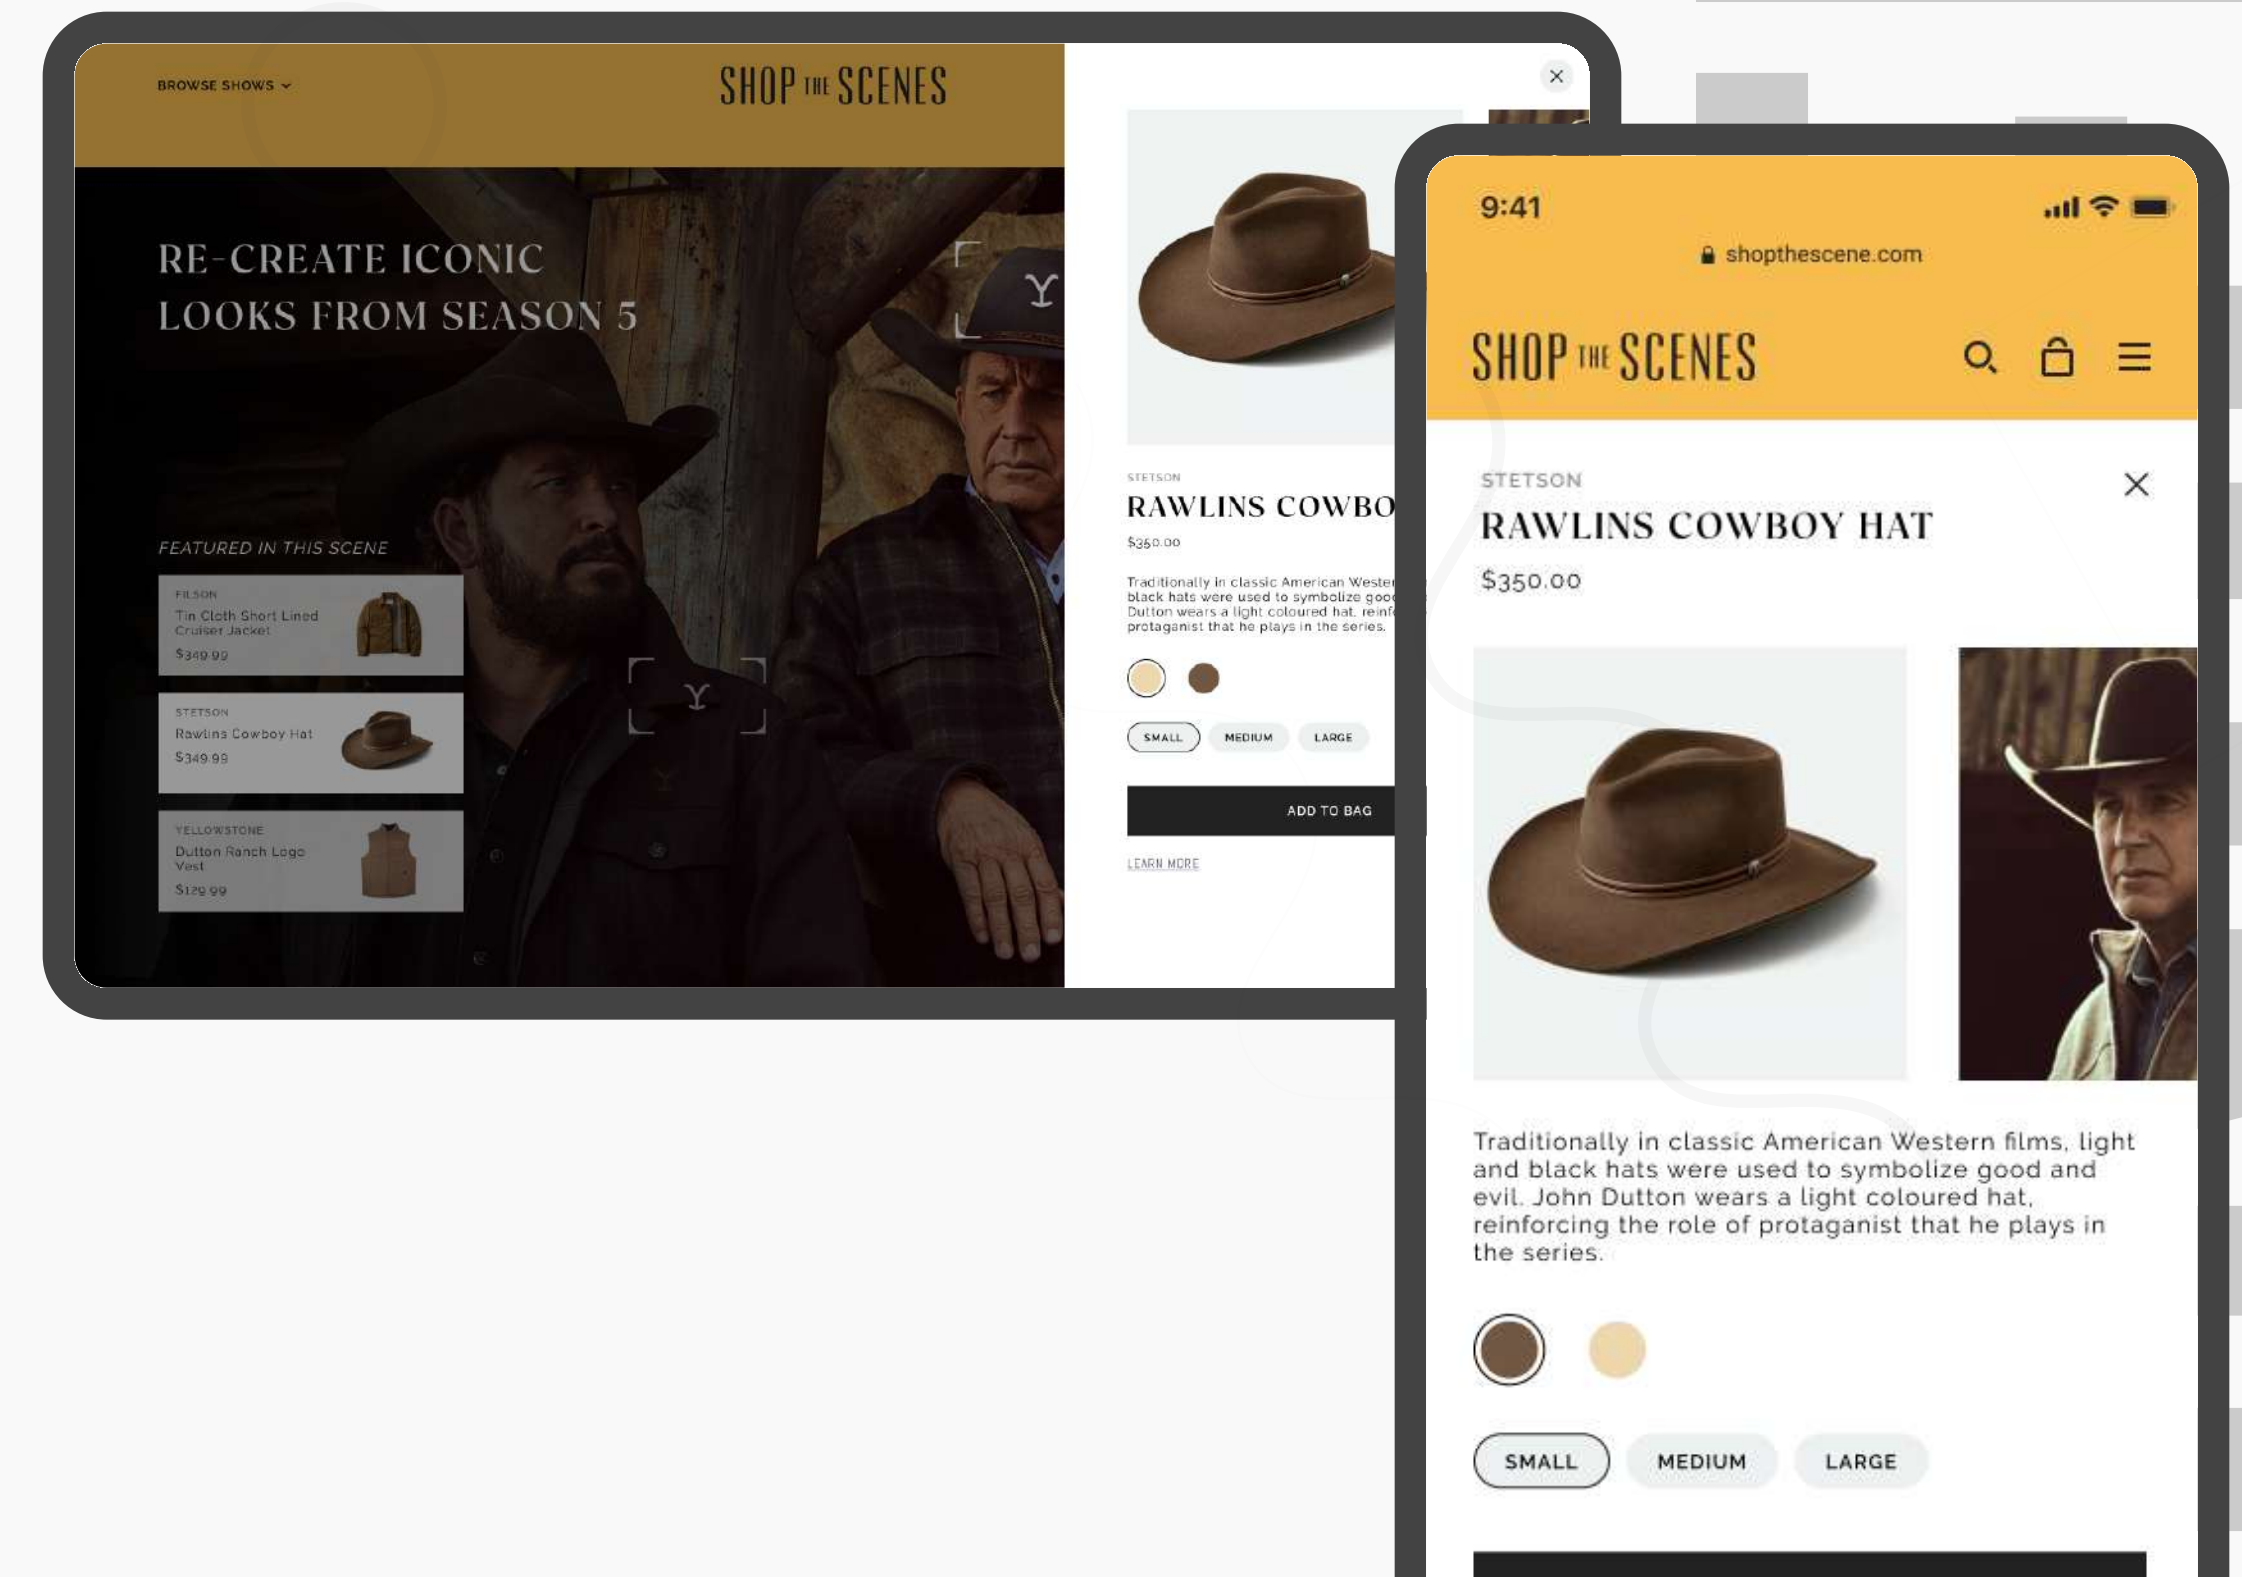 BROWSE SHOWS
SHOP THE SCENES
RE-CREATE ICONIC
LOOKS FROM SEASON 5
FEATURED IN THIS SCENE
FILSON
Tin Cloth Short Lined
Cruiser Jacket
$349.99
STETSON
Rawlins Cowboy Hat
$349.99
YELLOWSTONE
Dutton Ranch Logo
Vest
$129.99
STETSON
RAWLINS COWBO
$350.00
Traditionally in classic American Wester
black hats were used to symbolize good
Dutton wears a light coloured hat, reinf
protaganist that he plays in the series.
SMALL MEDIUM LARGE
ADD TO BAG
LEARN MORE
9:41
shopthescene.com
SHOP THE SCENES
STETSON
RAWLINS COWBOY HAT
$350.00
Traditionally in classic American Western films, light
and black hats were used to symbolize good and
evil. John Dutton wears a light coloured hat,
reinforcing the role of protaganist that he plays in
the series.
SMALL MEDIUM LARGE